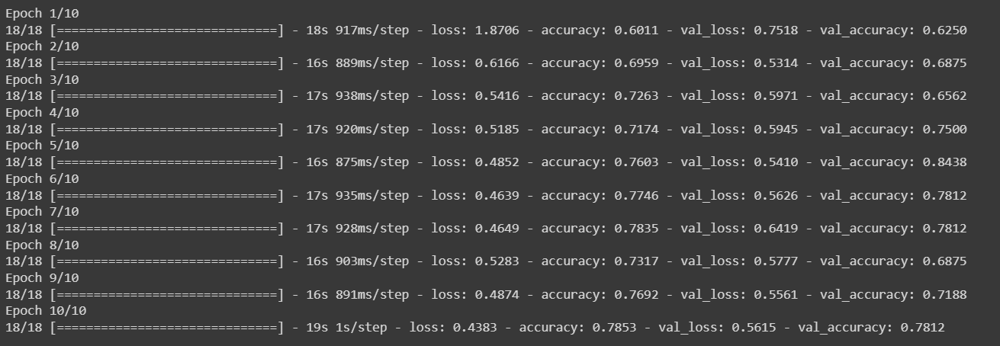 Epoch 1/10
18/18 [==============================] - 18s 917ms/step - loss: 1.8706 - accuracy: 0.6011 - val_loss: 0.7518 - val_accuracy: 0.6250
Epoch 2/10
18/18 [==============================] - 16s 889ms/step - loss: 0.6166 - accuracy: 0.6959 - val_loss: 0.5314 - val_accuracy: 0.6875
Epoch 3/10
18/18 [==============================] - 17s 938ms/step - loss: 0.5416 - accuracy: 0.7263 - val_loss: 0.5971 - val_accuracy: 0.6562
Epoch 4/10
18/18 [==============================] - 17s 920ms/step - loss: 0.5185 - accuracy: 0.7174 - val_loss: 0.5945 - val_accuracy: 0.7500
Epoch 5/10
18/18 [==============================] - 16s 875ms/step - loss: 0.4852 - accuracy: 0.7603 - val_loss: 0.5410 - val_accuracy: 0.8438
Epoch 6/10
18/18 [==============================] - 17s 935ms/step - loss: 0.4639 - accuracy: 0.7746 - val_loss: 0.5626 - val_accuracy: 0.7812
Epoch 7/10
18/18 [==============================] - 17s 928ms/step - loss: 0.4649 - accuracy: 0.7835 - val_loss: 0.6419 - val_accuracy: 0.7812
Epoch 8/10
18/18 [==============================] - 16s 903ms/step - loss: 0.5283 - accuracy: 0.7317 - val_loss: 0.5777 - val_accuracy: 0.6875
Epoch 9/10
18/18 [==============================] - 16s 891ms/step - loss: 0.4874 - accuracy: 0.7692 - val_loss: 0.5561 - val_accuracy: 0.7188
Epoch 10/10
18/18 [==============================] - 19s 1s/step - loss: 0.4383 - accuracy: 0.7853 - val_loss: 0.5615 - val_accuracy: 0.7812